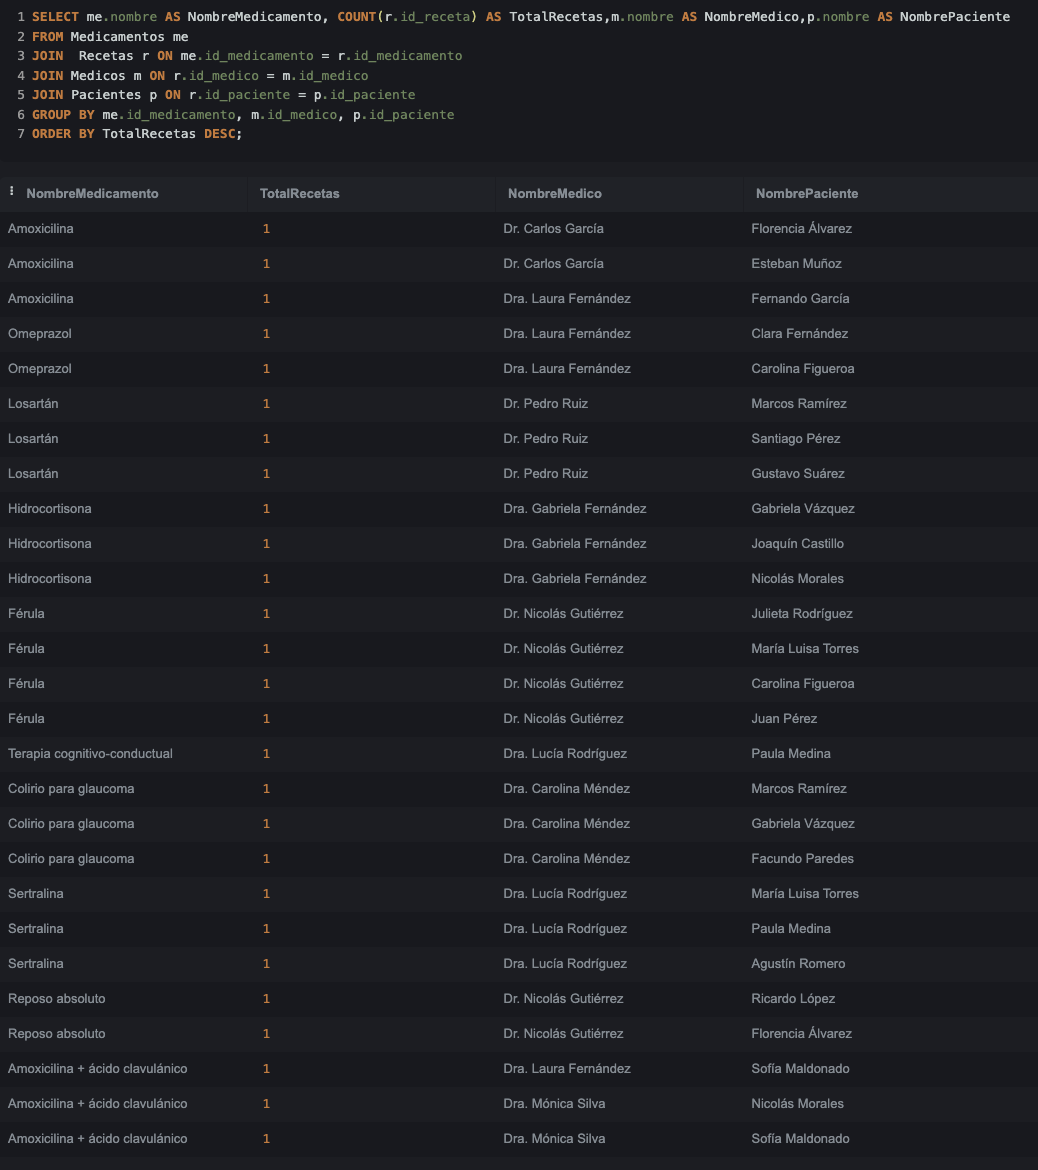 1 SELECT me.nombre AS NombreMedicamento, COUNT(r.id_receta) AS TotalRecetas,m.nombre AS NombreMedico,p.nombre AS NombrePaciente
2 FROM Medicamentos me
3 JOIN  Recetas r ON me.id_medicamento = r.id_medicamento
4 JOIN Medicos m ON r.id_medico = m.id_medico
5 JOIN Pacientes p ON r.id_paciente = p.id_paciente
6 GROUP BY me.id_medicamento, m.id_medico, p.id_paciente
7 ORDER BY TotalRecetas DESC;
NombreMedicamento TotalRecetas NombreMedico NombrePaciente
Amoxicilina 1 Dr. Carlos García Florencia Álvarez
Amoxicilina 1 Dr. Carlos García Esteban Muñoz
Amoxicilina 1 Dra. Laura Fernández Fernando García
Omeprazol 1 Dra. Laura Fernández Clara Fernández
Omeprazol 1 Dra. Laura Fernández Carolina Figueroa
Losartán 1 Dr. Pedro Ruiz Marcos Ramírez
Losartán 1 Dr. Pedro Ruiz Santiago Pérez
Losartán 1 Dr. Pedro Ruiz Gustavo Suárez
Hidrocortisona 1 Dra. Gabriela Fernández Gabriela Vázquez
Hidrocortisona 1 Dra. Gabriela Fernández Joaquín Castillo
Hidrocortisona 1 Dra. Gabriela Fernández Nicolás Morales
Férula 1 Dr. Nicolás Gutiérrez Julieta Rodríguez
Férula 1 Dr. Nicolás Gutiérrez María Luisa Torres
Férula 1 Dr. Nicolás Gutiérrez Carolina Figueroa
Férula 1 Dr. Nicolás Gutiérrez Juan Pérez
Terapia cognitivo-conductual 1 Dra. Lucía Rodríguez Paula Medina
Colirio para glaucoma 1 Dra. Carolina Méndez Marcos Ramírez
Colirio para glaucoma 1 Dra. Carolina Méndez Gabriela Vázquez
Colirio para glaucoma 1 Dra. Carolina Méndez Facundo Paredes
Sertralina 1 Dra. Lucía Rodríguez María Luisa Torres
Sertralina 1 Dra. Lucía Rodríguez Paula Medina
Sertralina 1 Dra. Lucía Rodríguez Agustín Romero
Reposo absoluto 1 Dr. Nicolás Gutiérrez Ricardo López
Reposo absoluto 1 Dr. Nicolás Gutiérrez Florencia Álvarez
Amoxicilina + ácido clavulánico 1 Dra. Laura Fernández Sofía Maldonado
Amoxicilina + ácido clavulánico 1 Dra. Mónica Silva Nicolás Morales
Amoxicilina + ácido clavulánico 1 Dra. Mónica Silva Sofía Maldonado